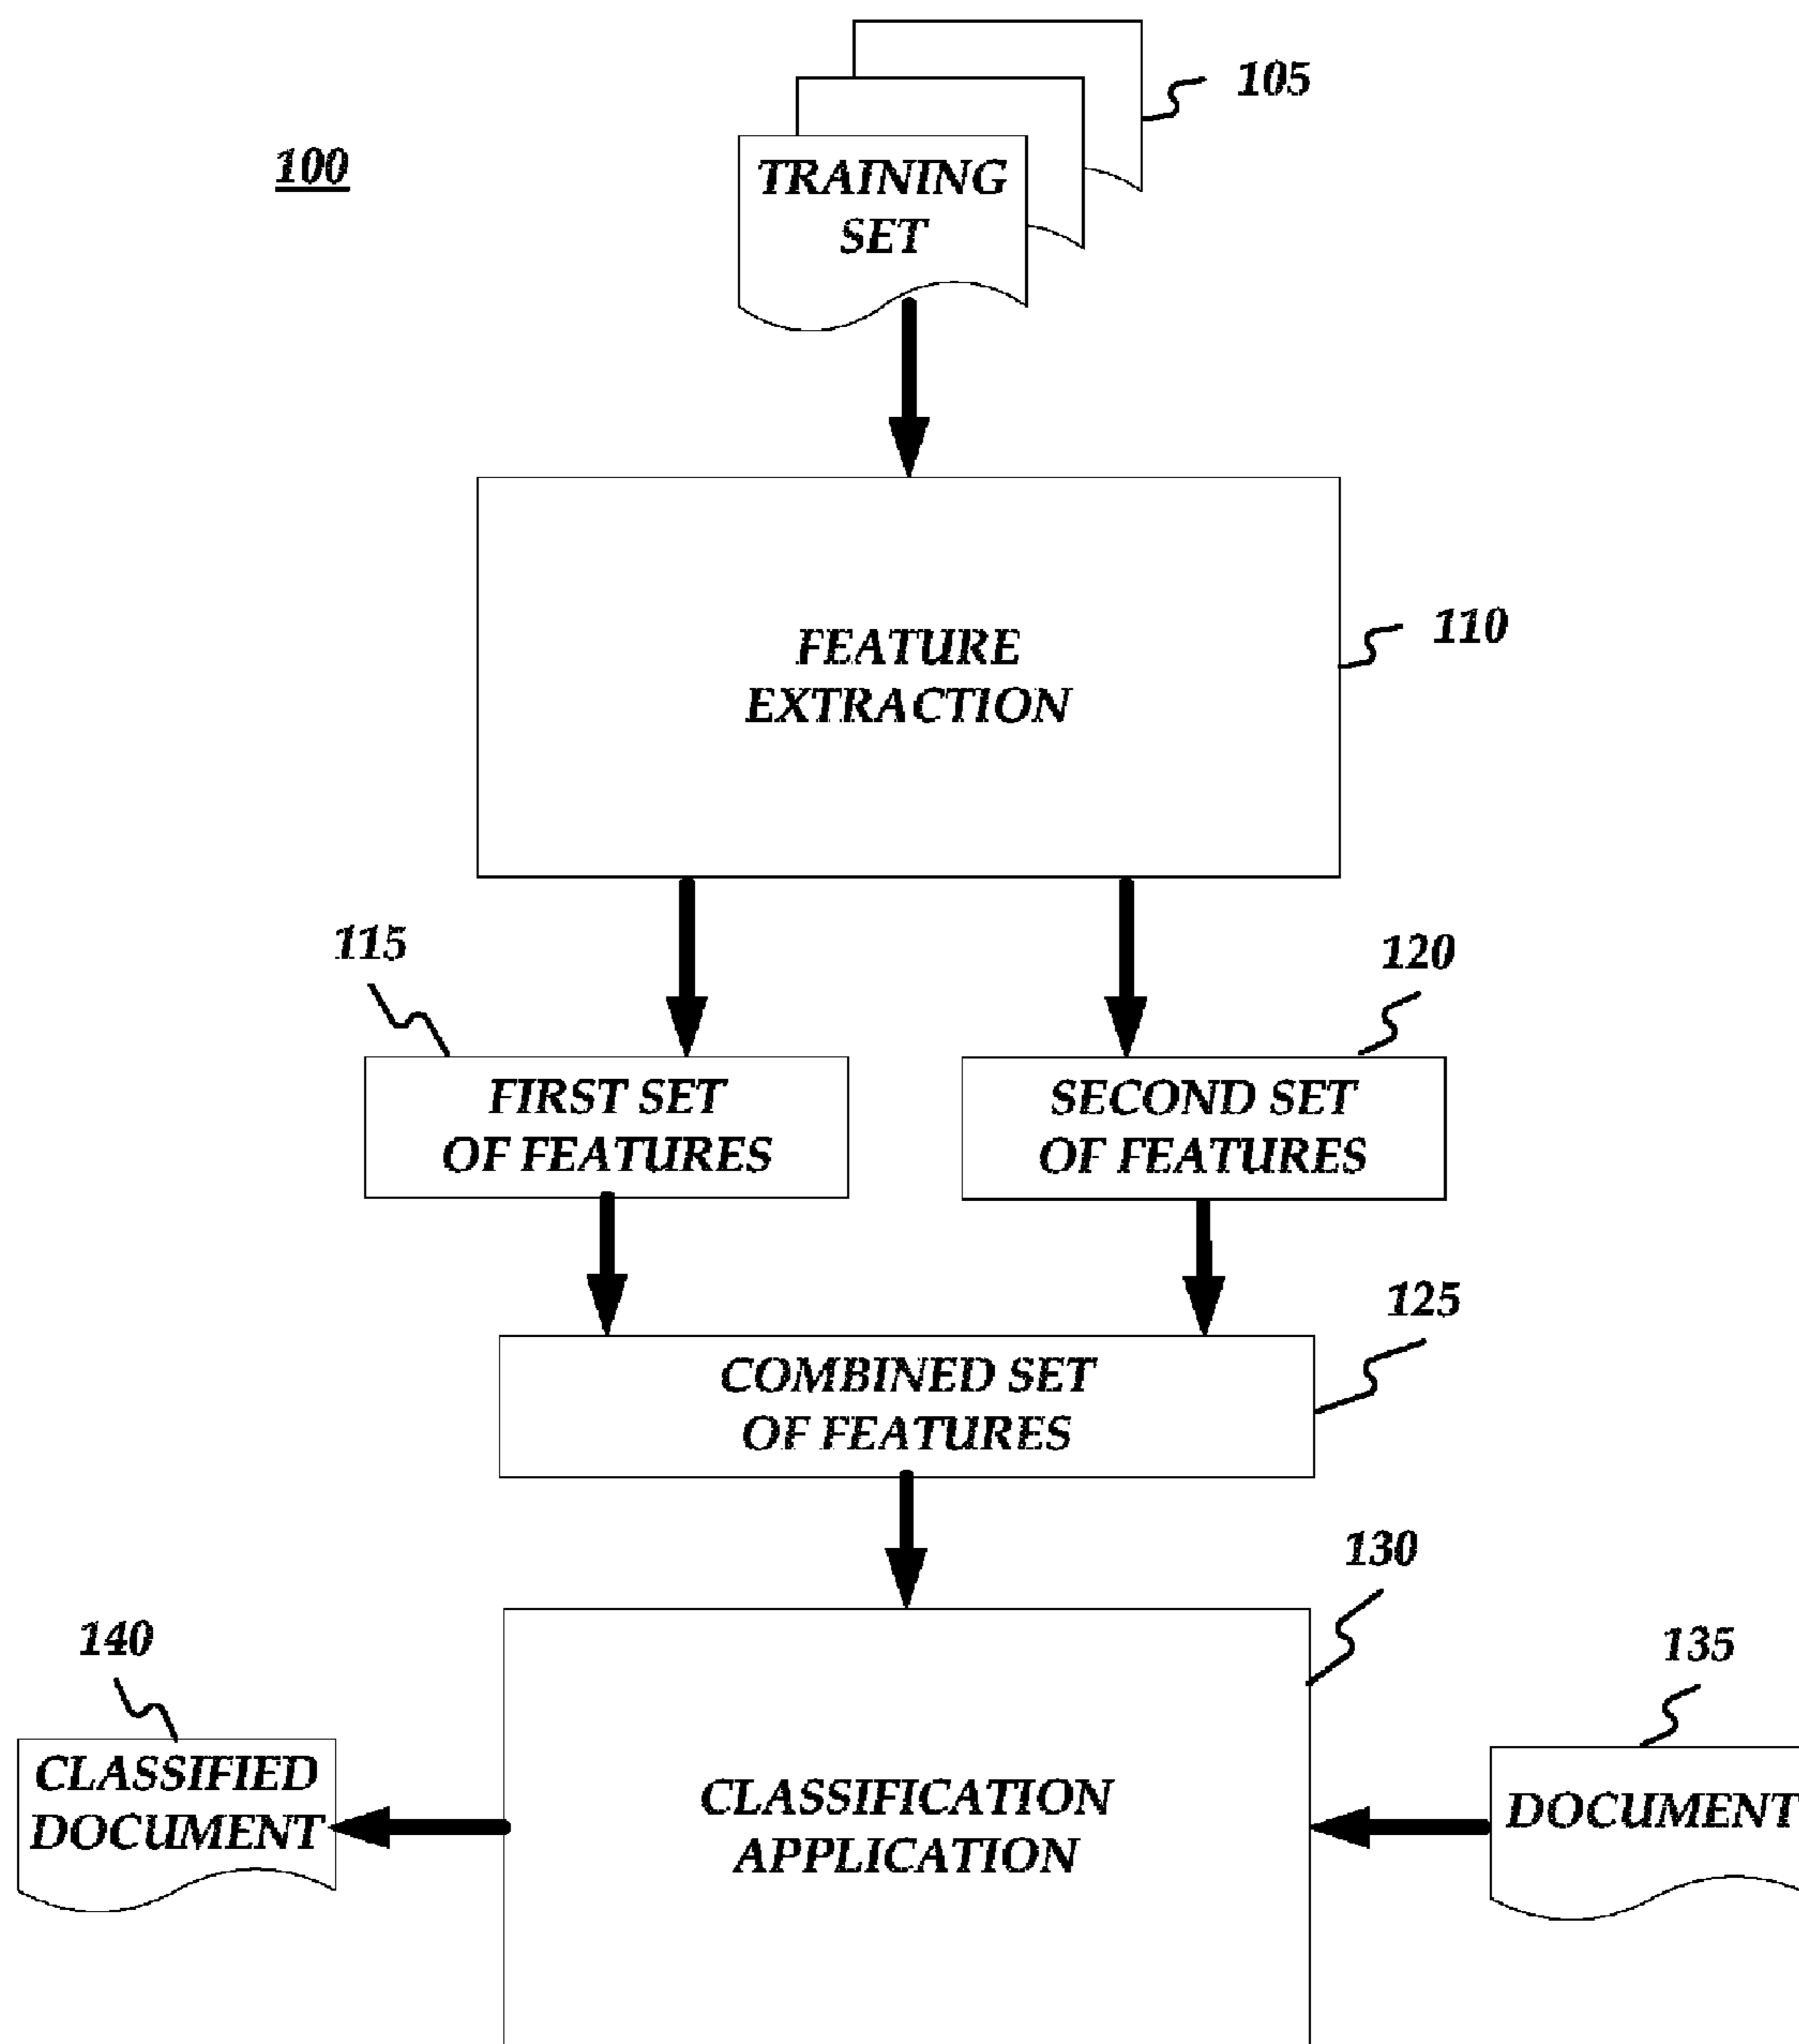 105
100
TRAINING
SET
110
FEATURE
EXTRACTION
115
120
FIRST SET
OF FEATURES
SECOND SET
OF FEATURES
125
COMBINED SET
OF FEATURES
130
140
135
CLASSIFIED
DOCUMENT
CLASSIFICATION
APPLICATION
DOCUMENT